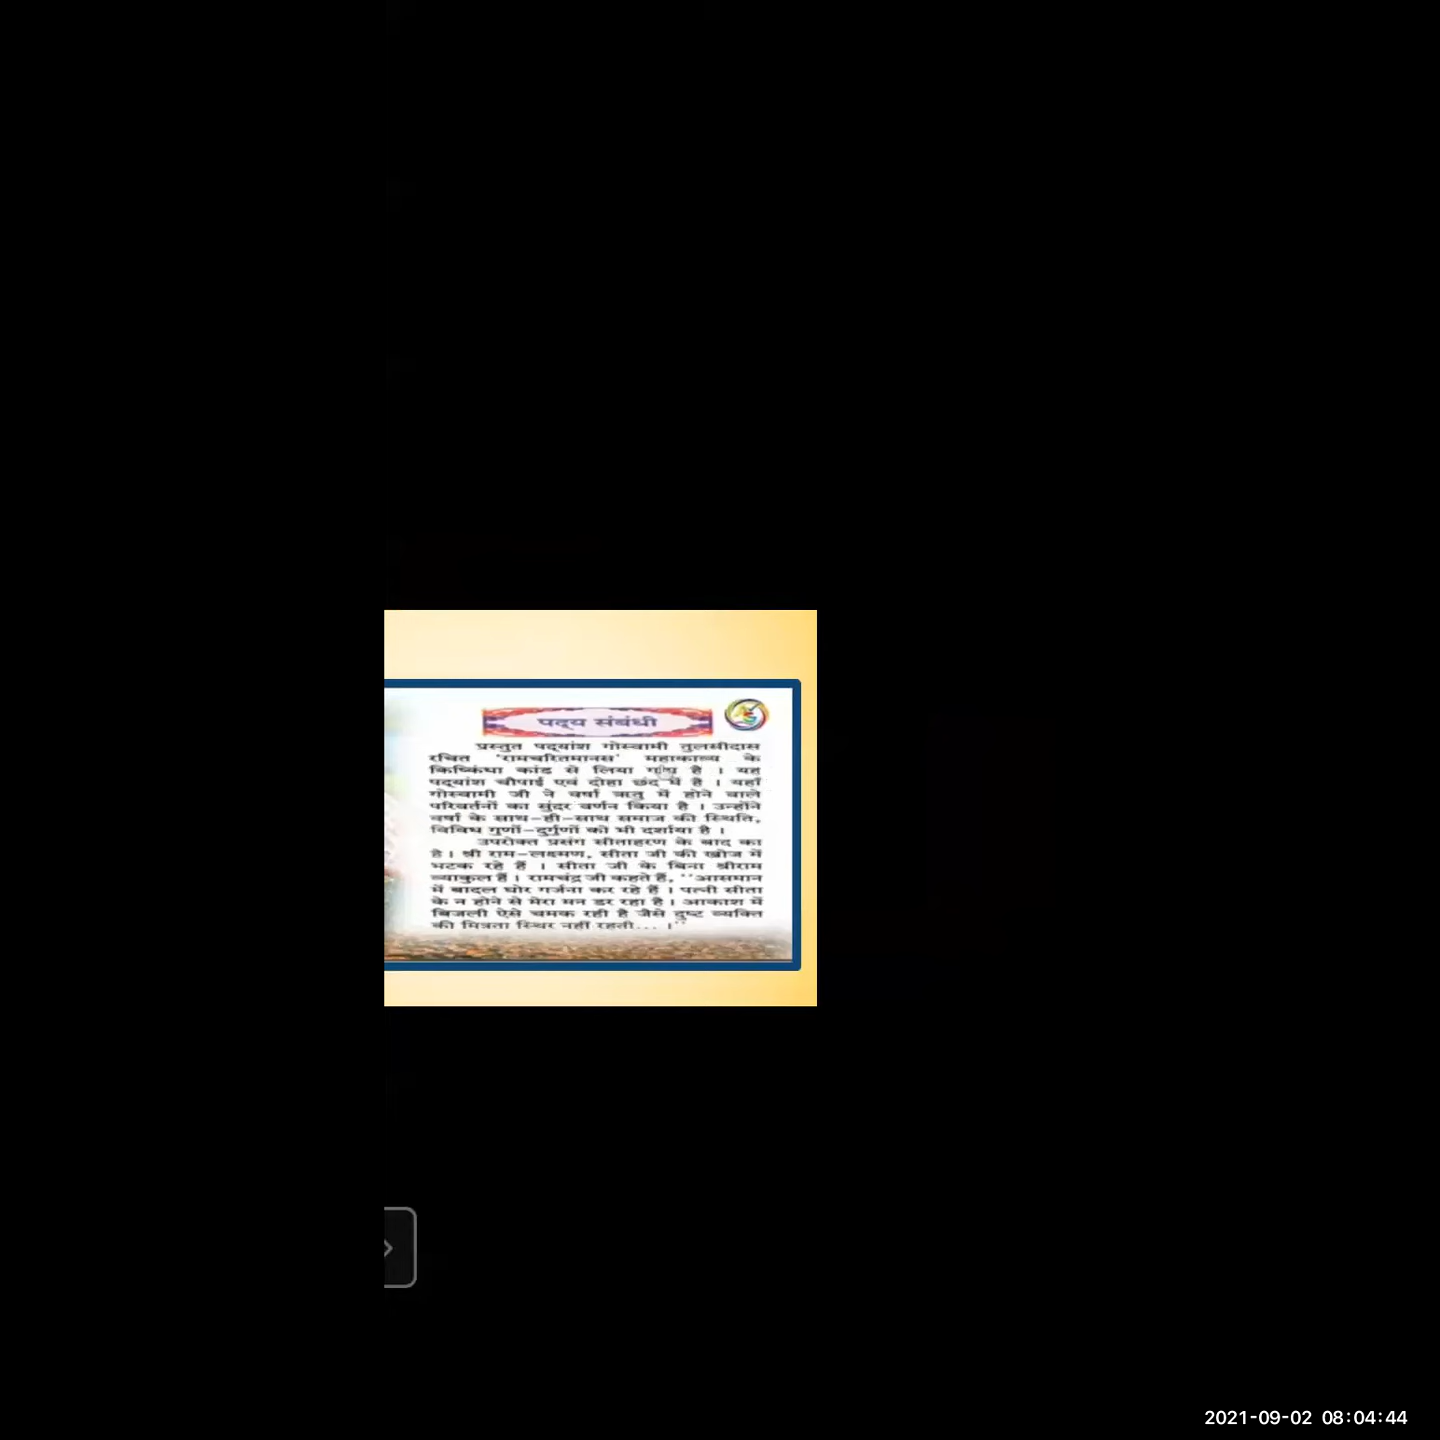 पद्य संबंधी
प्रस्तुत पद्यांश गोस्वामी तुलसीदास
रचित 'रामचरितमानस' महाकाव्य के
किष्किंधा कांड से लिया गया है । यह
पद्यांश चौपाई एवं दोहा छंद में है । यहाँ
गोस्वामी जी ने वर्षा ऋतु में होने वाले
परिवर्तनों का सुंदर वर्णन किया है । उन्होंने
वर्षा के साथ-ही-साथ समाज की स्थिति,
विविध गुणों-दुर्गुणों को भी दर्शाया है ।
उपरोक्त प्रसंग सीताहरण के बाद का
है । श्री राम-लक्ष्मण, सीता जी की खोज में
भटक रहे हैं । सीता जी के बिना श्रीराम
व्याकुल हैं । रामचंद्र जी कहते हैं, ''आसमान
में बादल घोर गर्जना कर रहे हैं । पत्नी सीता
के न होने से मेरा मन डर रहा है । आकाश में
बिजली ऐसे चमक रही है जैसे दुष्ट व्यक्ति
की मित्रता स्थिर नहीं रहती... ।''
2021-09-02 08:04:44